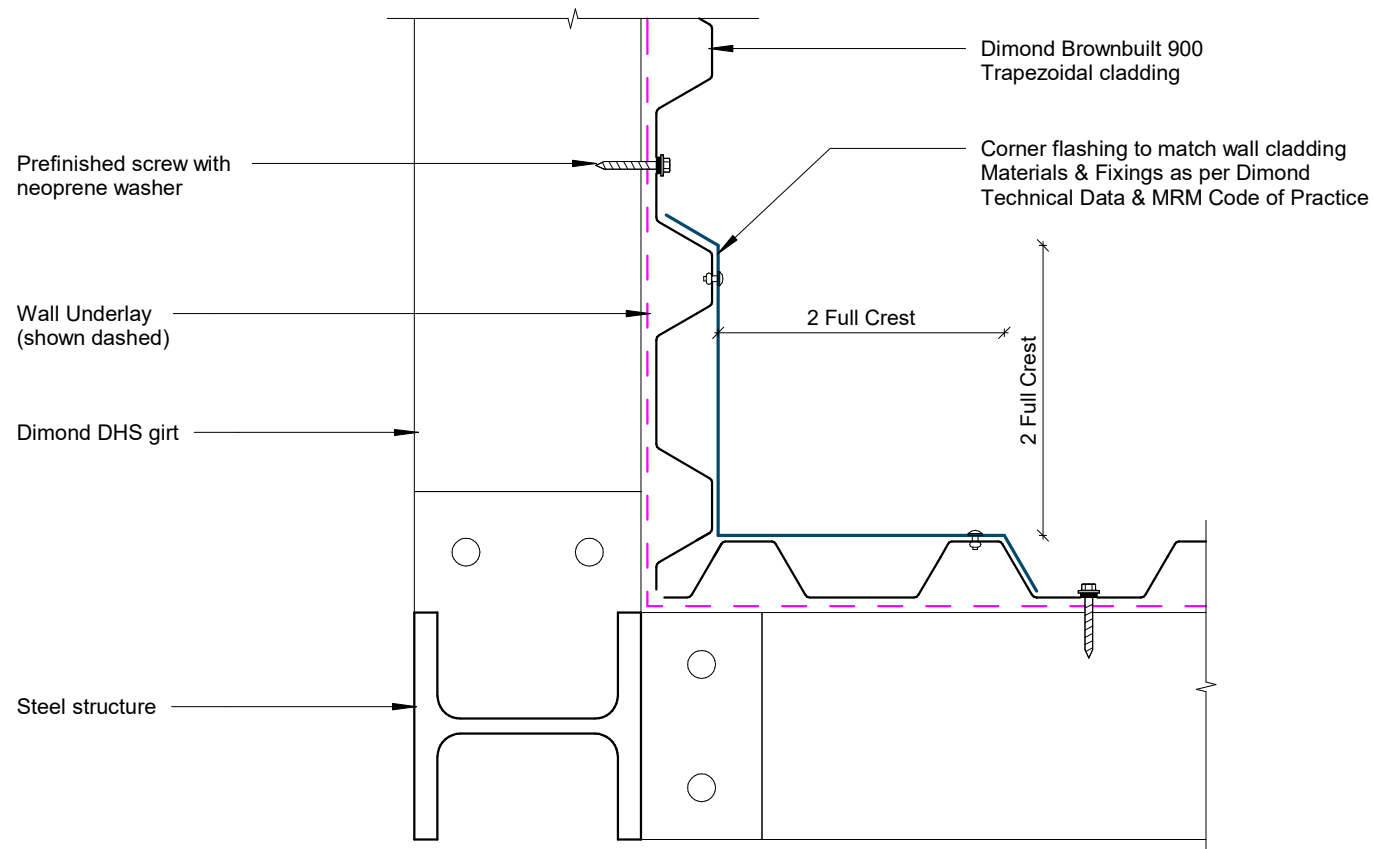 Dimond Brownbuilt 900
Trapezoidal cladding
Prefinished screw with
neoprene washer
Corner flashing to match wall cladding
Materials & Fixings as per Dimond
Technical Data & MRM Code of Practice
Wall Underlay
(shown dashed)
2 Full Crest
2 Full Crest
Dimond DHS girt
Steel structure